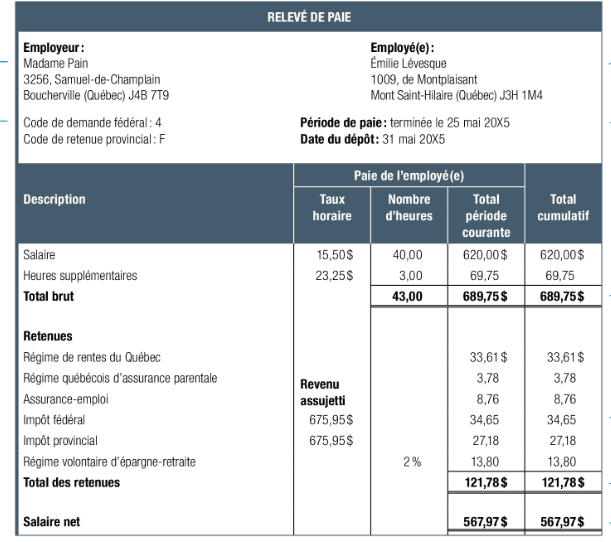 RELEVÉ DE PAIE
Employeur :
Madame Pain
3256, Samuel-de-Champlain
Boucherville (Québec) J4B 7T9
Employé(e) :
Émilie Lévesque
1009, de Montplaisant
Mont Saint-Hilaire (Québec) J3H 1M4
Code de demande fédéral : 4
Code de retenue provincial : F
Période de paie : terminée le 25 mai 20X5
Date du dépôt : 31 mai 20X5
Paie de l'employé(e)
Description Taux horaire Nombre d'heures Total période courante Total cumulatif
Salaire 15,50 $ 40,00 620,00 $ 620,00 $
Heures supplémentaires 23,25 $ 3,00 69,75 69,75
Total brut 43,00 689,75 $ 689,75 $
Retenues
Régime de rentes du Québec 33,61 $ 33,61 $
Régime québécois d'assurance parentale 3,78 3,78
Revenu assujetti
Assurance-emploi 8,76 8,76
Impôt fédéral 675,95 $ 34,65 34,65
Impôt provincial 675,95 $ 27,18 27,18
Régime volontaire d'épargne-retraite 2 % 13,80 13,80
Total des retenues 121,78 $ 121,78 $
Salaire net 567,97 $ 567,97 $